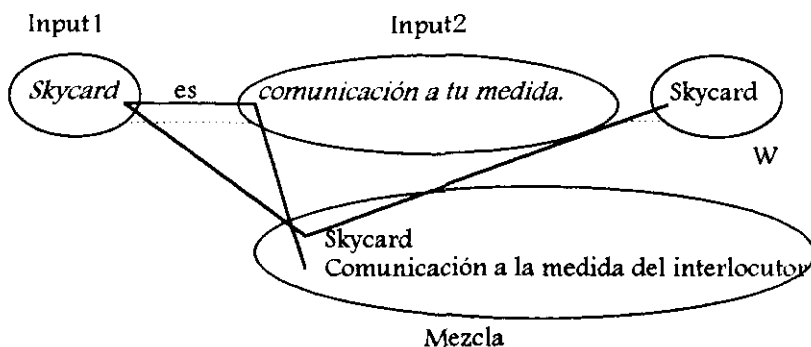 Input1 Input2
Skycard es comunicación a tu medida. Skycard
W
Skycard
Comunicación a la medida del interlocutor
Mezcla